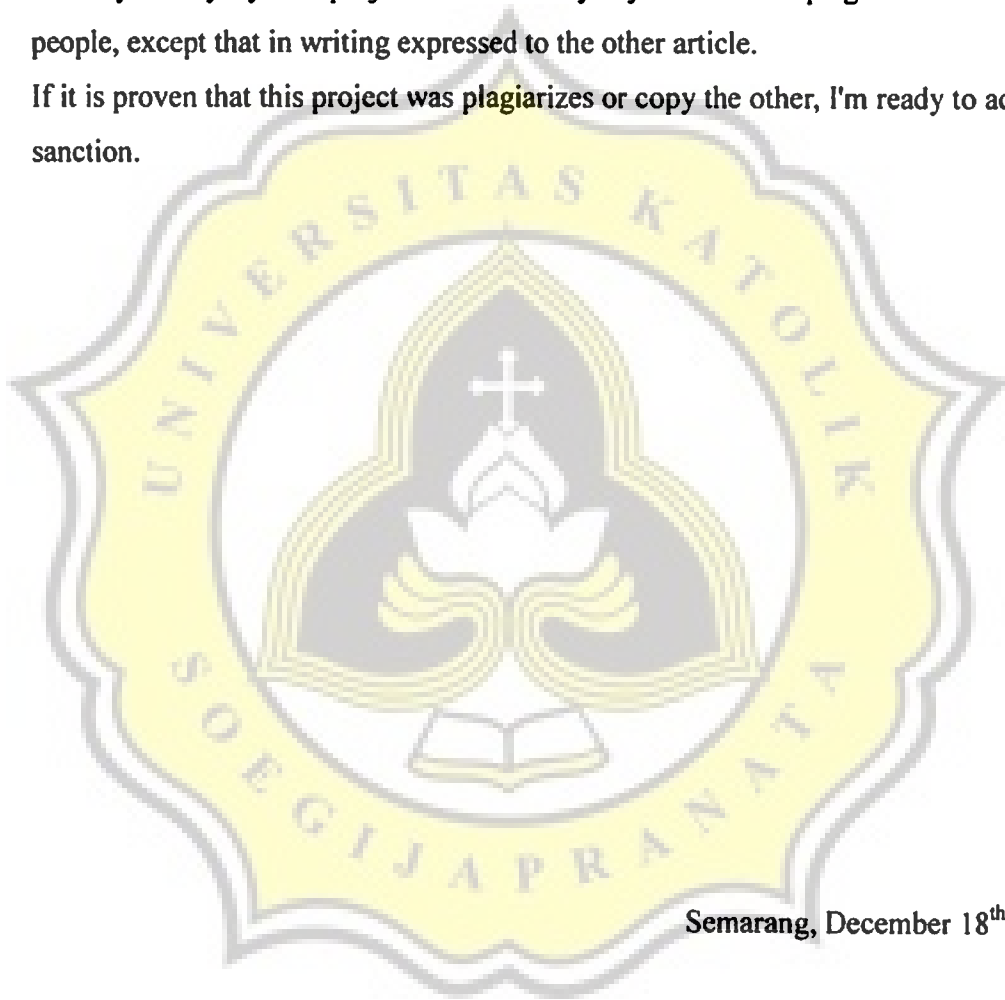 people, except that in writing expressed to the other article.
If it is proven that this project was plagiarizes or copy the other, I'm ready to
sanction.
UNIVERSITAS KATOLIK
SOEGIJAPRANATA
Semarang, December 18th